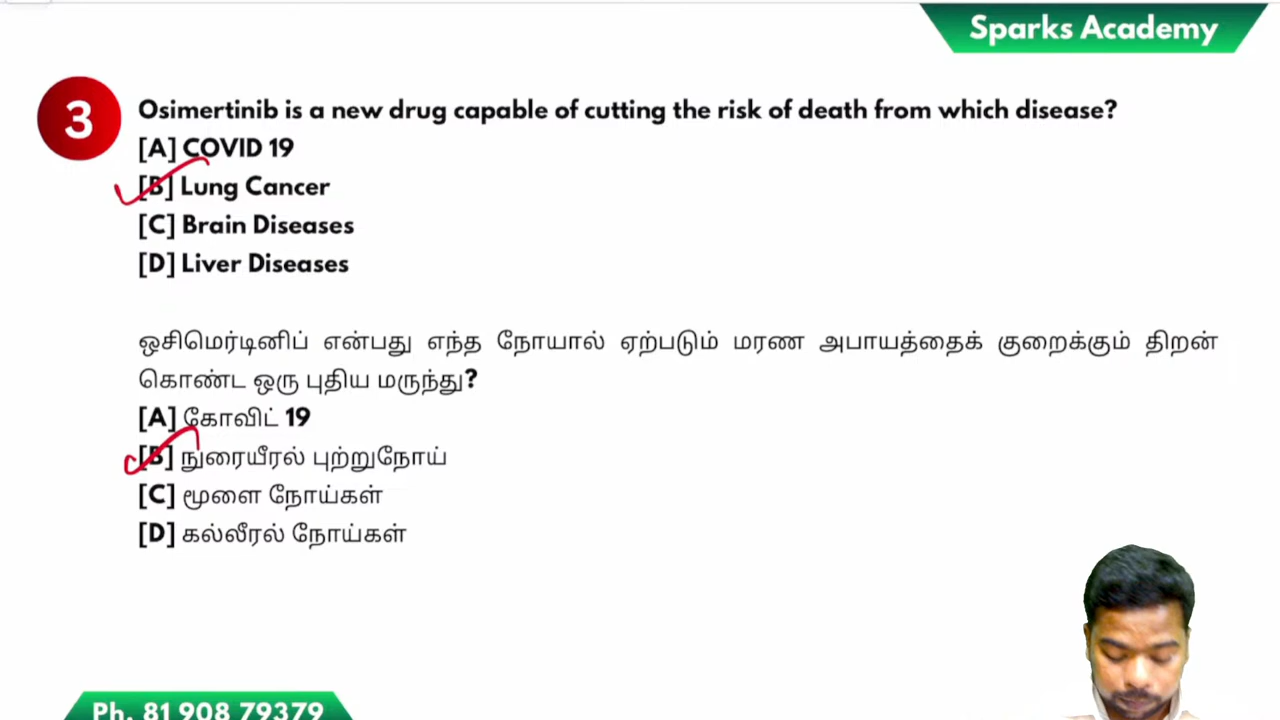 Sparks Academy
3
Osimertinib is a new drug capable of cutting the risk of death from which disease?
[A] COVID 19
[B] Lung Cancer
[C] Brain Diseases
[D] Liver Diseases
ஒசிமெர்டினிப் என்பது எந்த நோயால் ஏற்படும் மரண அபாயத்தைக் குறைக்கும் திறன்
கொண்ட ஒரு புதிய மருந்து?
[A] கோவிட் 19
[B] நுரையீரல் புற்றுநோய்
[C] மூளை நோய்கள்
[D] கல்லீரல் நோய்கள்
Ph. 81 908 79379